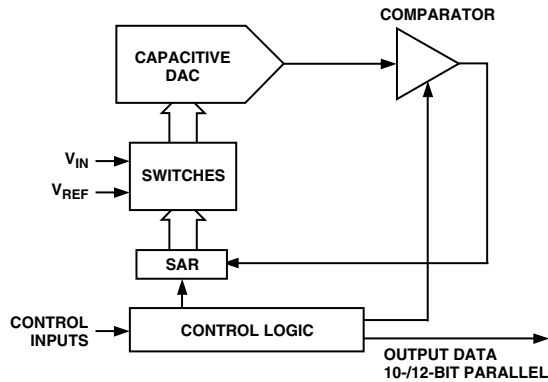 COMPARATOR
CAPACITIVE
DAC
VIN
SWITCHES
VREF
SAR
CONTROL
INPUTS
CONTROL LOGIC
OUTPUT DATA
10-/12-BIT PARALLEL